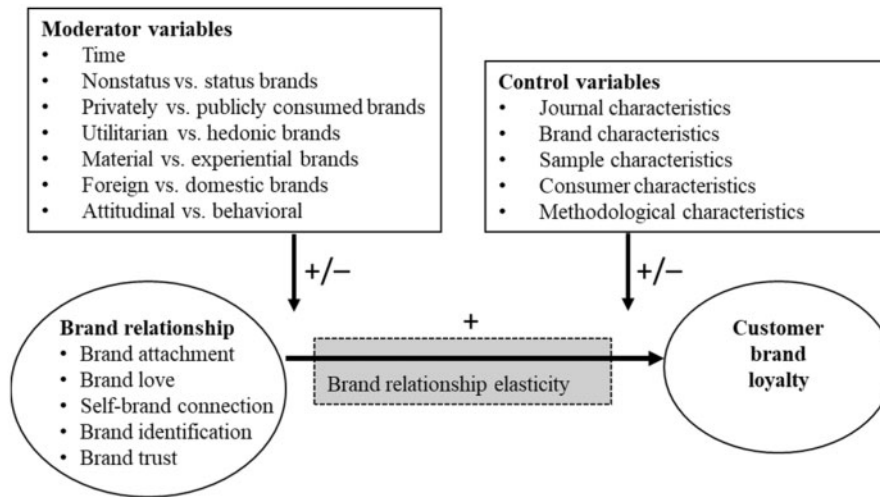 Moderator variables
• Time
• Nonstatus vs. status brands
• Privately vs. publicly consumed brands
• Utilitarian vs. hedonic brands
• Material vs. experiential brands
• Foreign vs. domestic brands
• Attitudinal vs. behavioral
Control variables
• Journal characteristics
• Brand characteristics
• Sample characteristics
• Consumer characteristics
• Methodological characteristics
+/−
+/−
Brand relationship
• Brand attachment
• Brand love
• Self-brand connection
• Brand identification
• Brand trust
+
Brand relationship elasticity
Customer
brand
loyalty